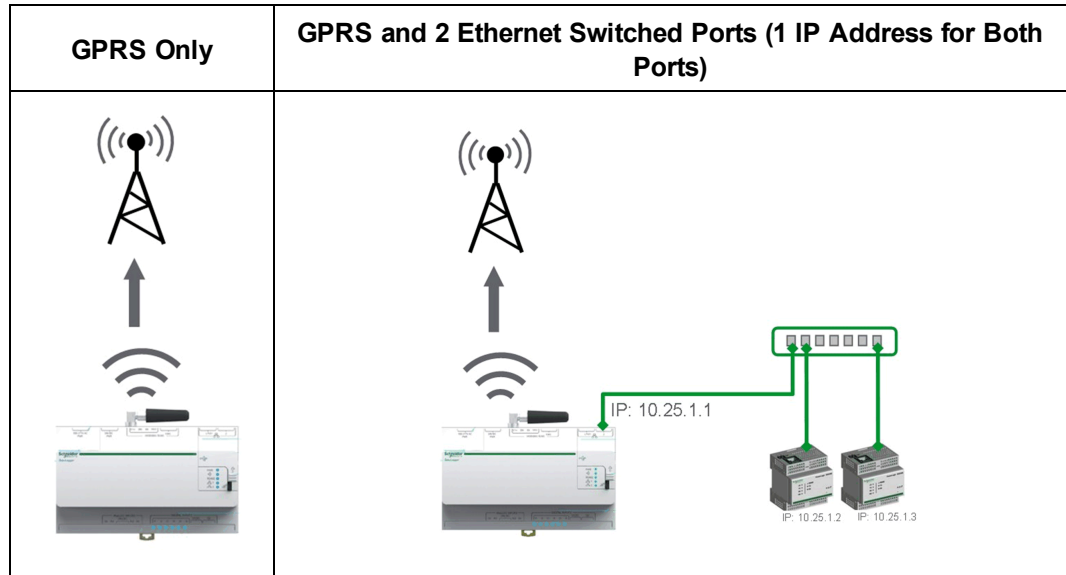 GPRS Only
GPRS and 2 Ethernet Switched Ports (1 IP Address for Both
Ports)
IP: 10.25.1.1
IP: 10.25.1.2
IP: 10.25.1.3